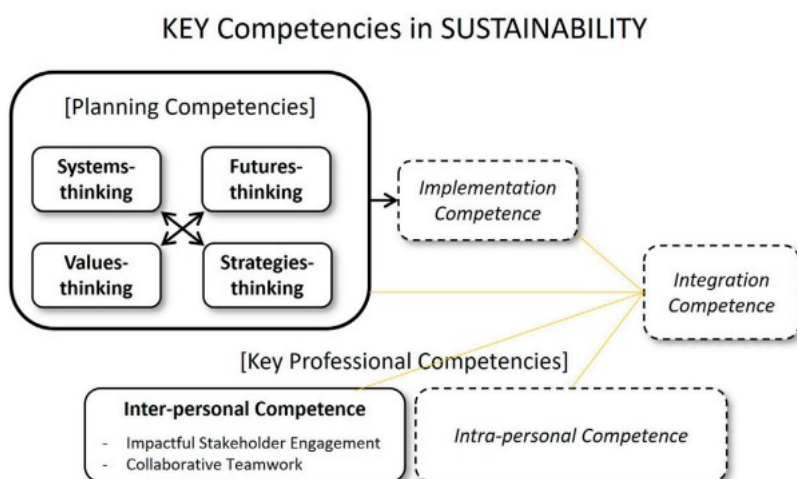 KEY Competencies in SUSTAINABILITY
[Planning Competencies]
Systems-
thinking
Futures-
thinking
Values-
thinking
Strategies-
thinking
Implementation
Competence
Integration
Competence
[Key Professional Competencies]
Inter-personal Competence
- Impactful Stakeholder Engagement
- Collaborative Teamwork
Intra-personal Competence